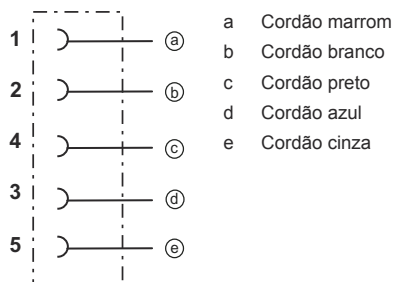 1 ⓐ
2 ⓑ
4 ⓒ
3 ⓓ
5 ⓔ
a Cordão marrom
b Cordão branco
c Cordão preto
d Cordão azul
e Cordão cinza